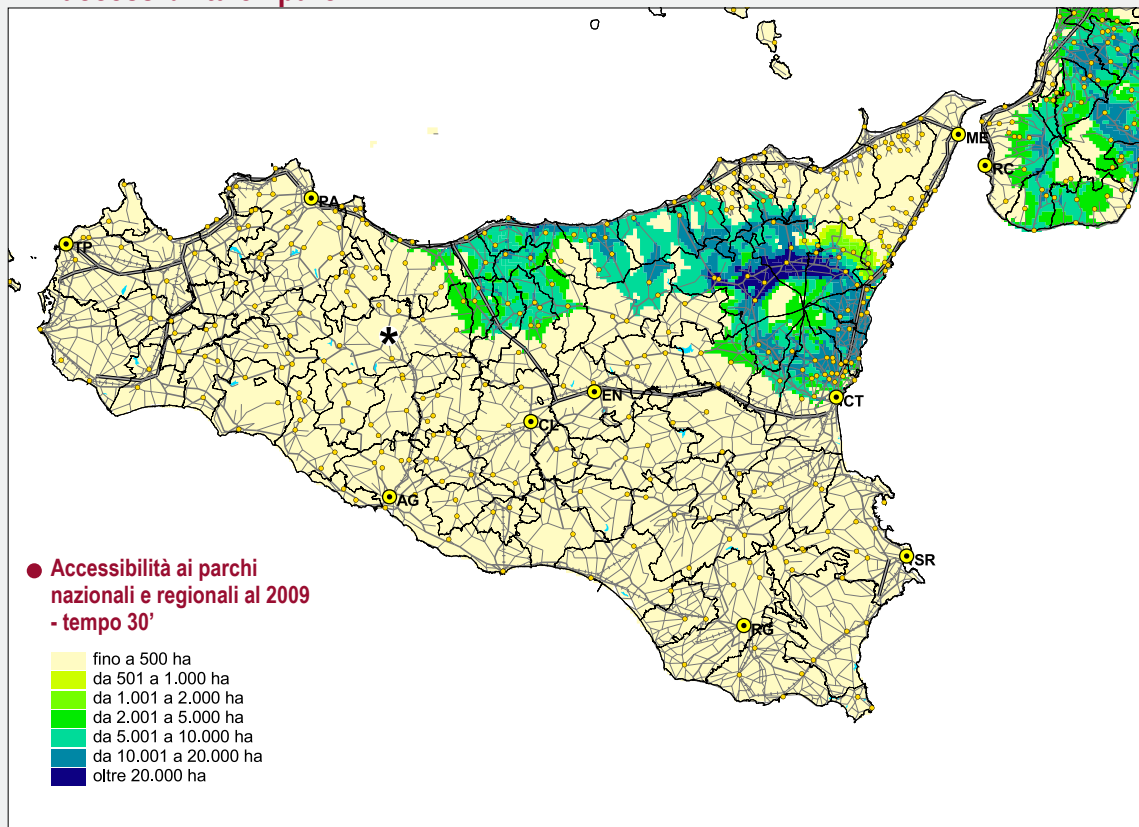 ME
RC
PA
TP
EN
CL
CT
AG
SR
RG
*
Accessibilità ai parchi
nazionali e regionali al 2009
- tempo 30’
fino a 500 ha
da 501 a 1.000 ha
da 1.001 a 2.000 ha
da 2.001 a 5.000 ha
da 5.001 a 10.000 ha
da 10.001 a 20.000 ha
oltre 20.000 ha